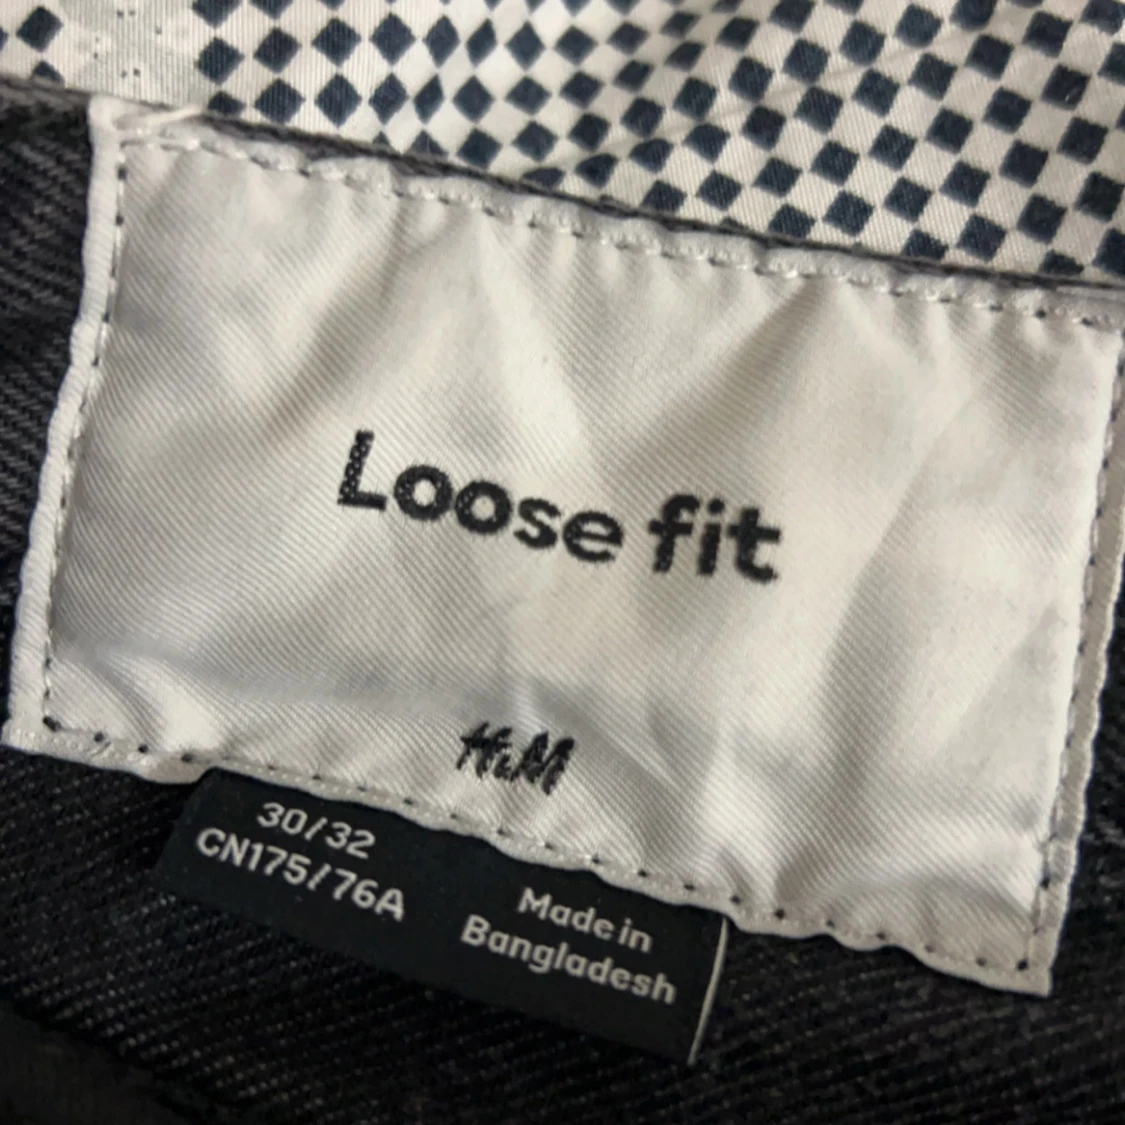 Loose fit
H&M
30/32
CN175/76A
Made in
Bangladesh